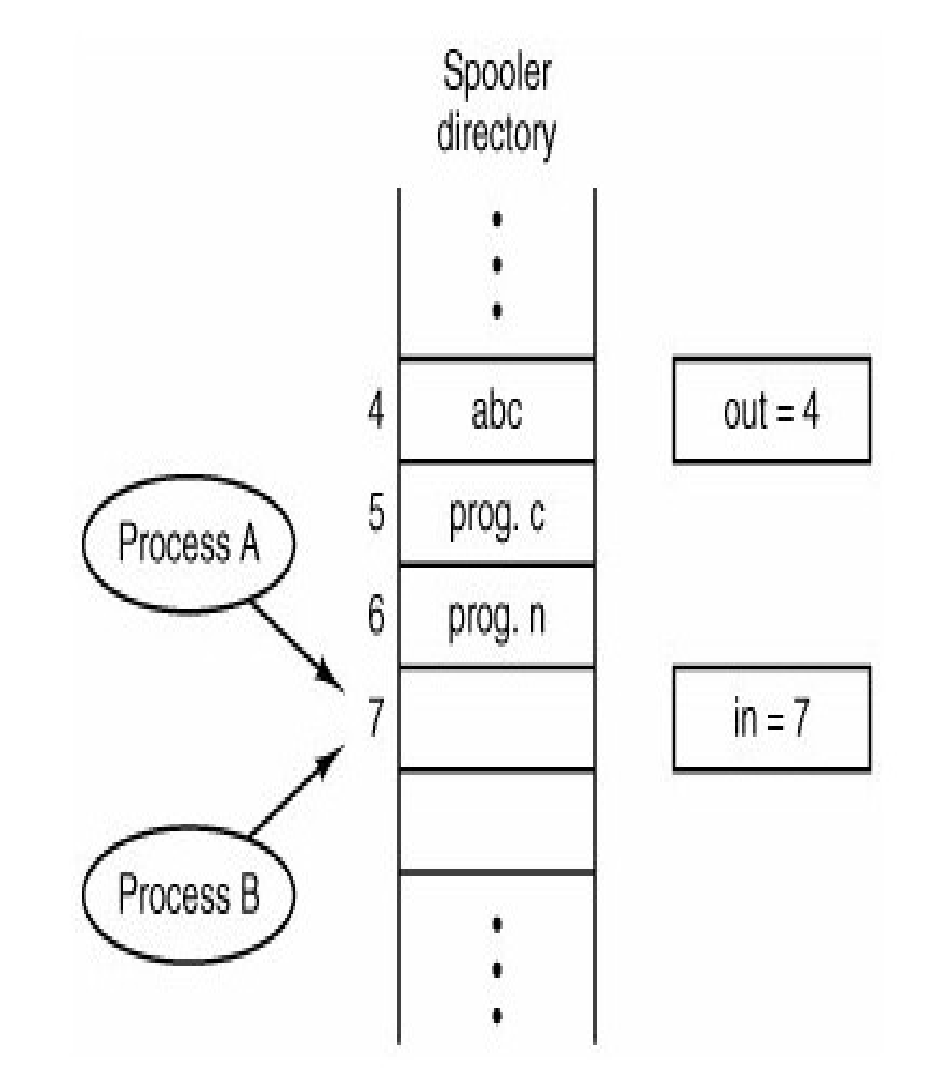 Spooler
directory
4
abc
out = 4
5
prog. c
Process A
6
prog. n
7
in = 7
Process B